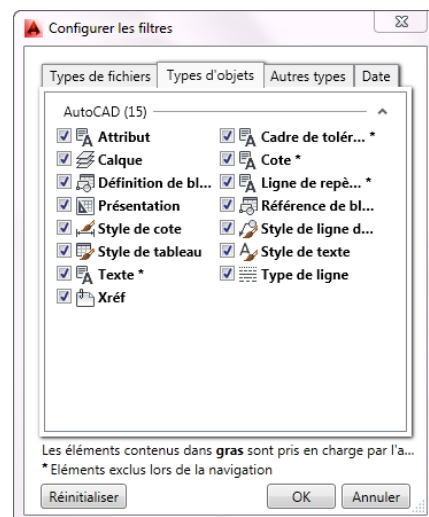 Configurer les filtres
Types de fichiers Types d'objets Autres types Date
AutoCAD (15)
Attribut Cadre de tolér... *
Calque Cote *
Définition de bl... Ligne de repè... *
Présentation Référence de bl...
Style de cote Style de ligne d...
Style de tableau Style de texte
Texte * Type de ligne
Xréf
Les éléments contenus dans gras sont pris en charge par l'a...
* Eléments exclus lors de la navigation
Réinitialiser OK Annuler